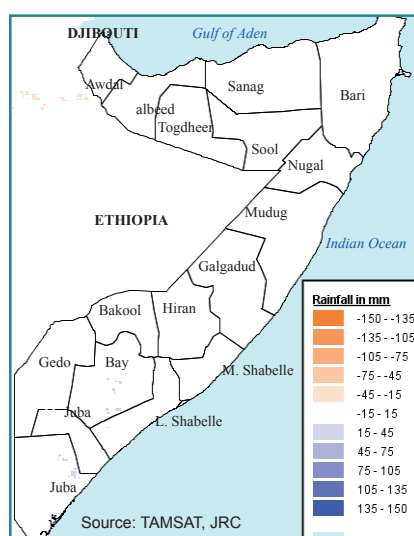 DJIBOUTI
Gulf of Aden
Awdal
Sanag
Bari
albeed
Togdheer
Sool
Nugal
ETHIOPIA
Mudug
Indian Ocean
Galgadud
Bakool
Hiran
Gedo
Bay
M. Shabelle
Juba
L. Shabelle
Juba
Source: TAMSAT, JRC
Rainfall in mm
-150 - -135
-135 - -105
-105 - -75
-75 - -45
-45 - -15
-15 - 15
15 - 45
45 - 75
75 - 105
105 - 135
135 - 150